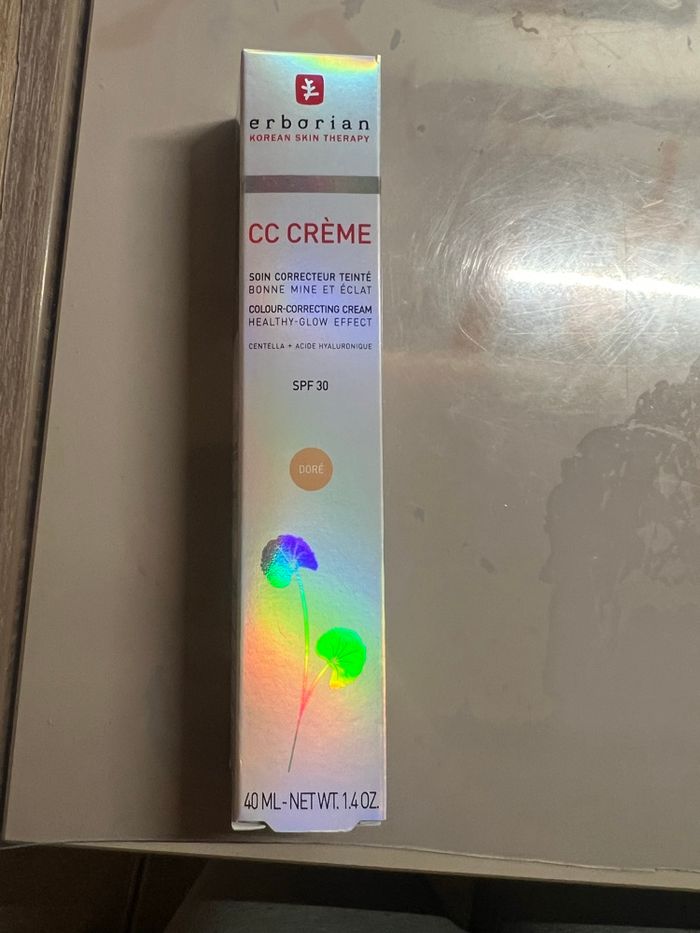 erborian
KOREAN SKIN THERAPY
CC CRÈME
SOIN CORRECTEUR TEINTÉ
BONNE MINE ET ÉCLAT
COLOUR-CORRECTING CREAM
HEALTHY-GLOW EFFECT
CENTELLA + ACIDE HYALURONIQUE
SPF 30
DORÉ
40 ML - NET WT. 1.4 OZ.